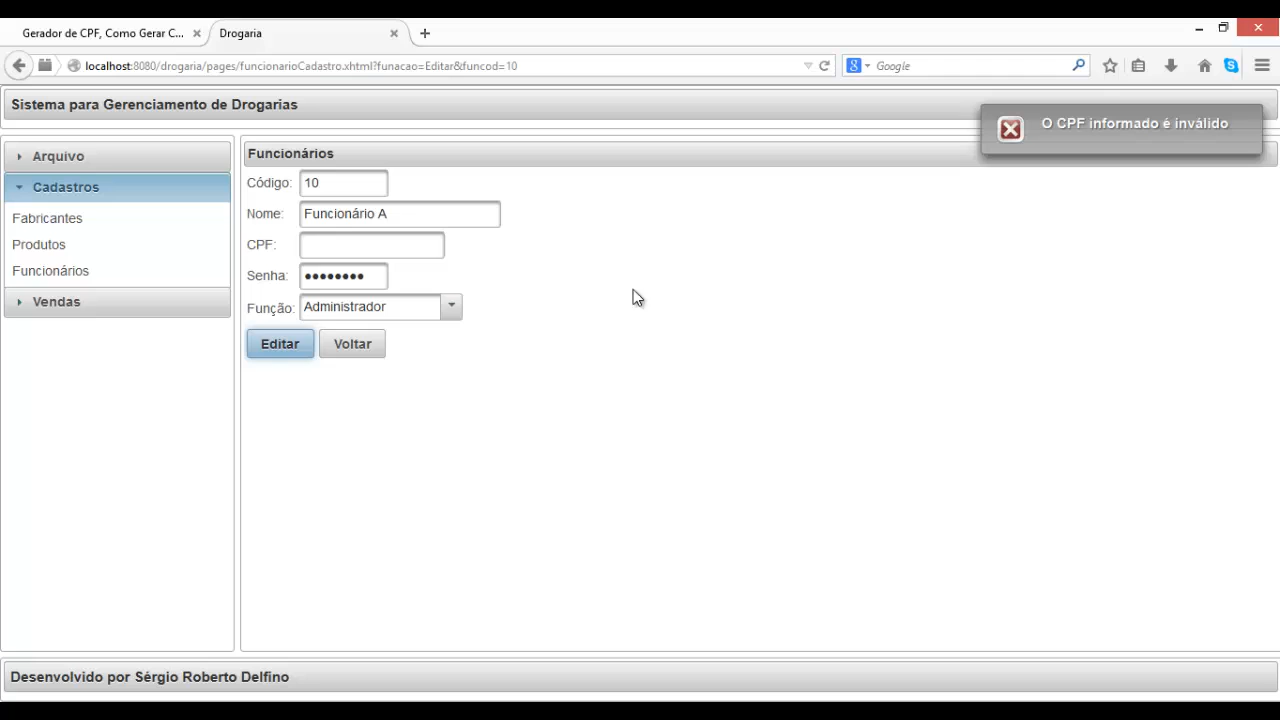 Gerador de CPF, Como Gerar C...
Drogaria
localhost:8080/drogaria/pages/funcionarioCadastro.xhtml?funacao=Editar&funcod=10
Google
Sistema para Gerenciamento de Drogarias
O CPF informado é inválido
Arquivo
Cadastros
Fabricantes
Produtos
Funcionários
Vendas
Funcionários
Código: 10
Nome: Funcionário A
CPF:
Senha: ••••••••
Função: Administrador
Editar Voltar
Desenvolvido por Sérgio Roberto Delfino